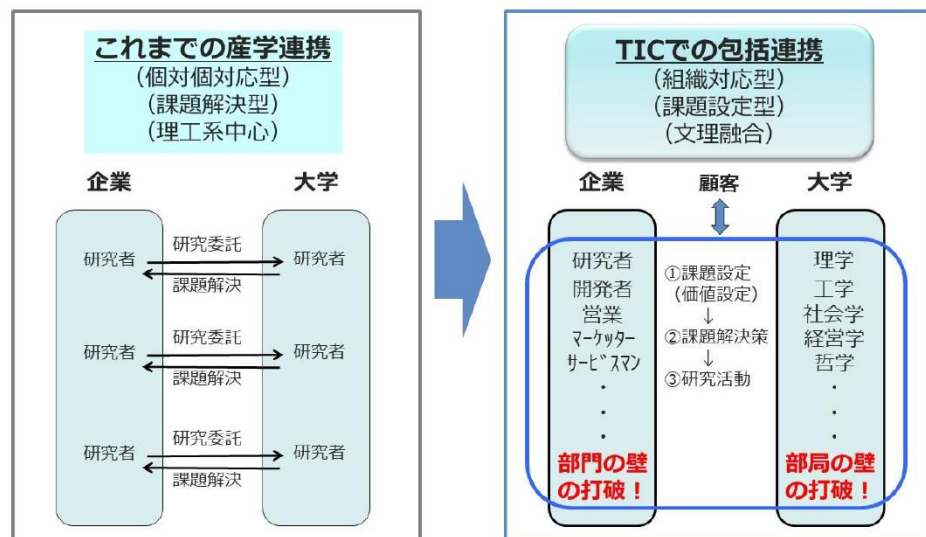 これまでの産学連携
(個対個対応型)
(課題解決型)
(理工系中心)
企業
大学
研究者
研究委託
課題解決
研究者
研究者
研究委託
課題解決
研究者
研究者
研究委託
課題解決
研究者
TICでの包括連携
(組織対応型)
(課題設定型)
(文理融合)
企業
顧客
大学
研究者
開発者
営業
マーケッター
サービスマン
・
・
・
部門の壁
の打破！
①課題設定
(価値設定)
↓
②課題解決策
↓
③研究活動
理学
工学
社会学
経営学
哲学
・
・
・
部局の壁
の打破！